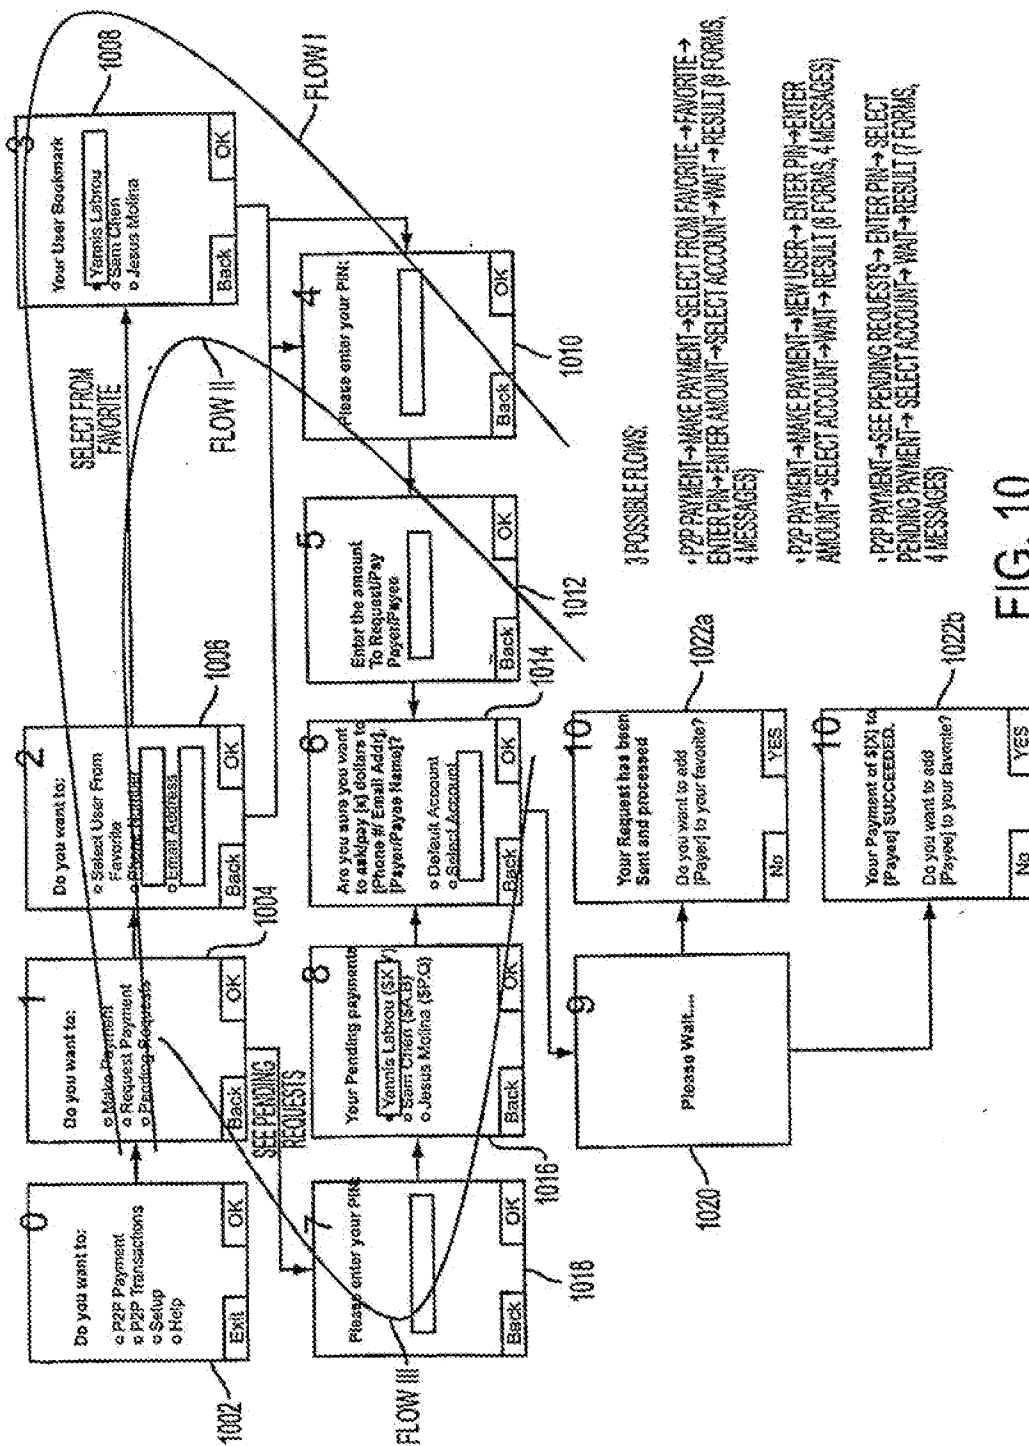 0
Do you want to:
o P2P Payment
o P2P Transactions
o Setup
o Help
Exit
OK
1002
1
Do you want to:
o Make Payment
o Request Payment
o Pending Requests
Back
OK
1004
2
Do you want to:
o Select User From
Favorite
o Phone Number
o Email Address
Back
OK
1006
SELECT FROM
FAVORITE
3
Your User Bookmark
Yannis Labrou
o Sam Chen
o Jesus Molina
Back
OK
1008
FLOW I
FLOW II
SEE PENDING
REQUESTS
7
Please enter your PIN:
Back
OK
1018
FLOW III
8
Your Pending payments
Yannis Labrou ($X.Y)
o Sam Chen ($A.B)
o Jesus Molina ($P.Q)
Back
OK
1016
6
Are you sure you want
to ask/pay [x] dollars to
[Phone #/ Email Addr],
[Payer/Payee Name]?
o Default Account
o Select Account
Back
OK
1014
5
Enter the amount
To Request/Pay
Payer/Payee
Back
OK
1012
4
Please enter your PIN:
Back
OK
1010
9
Please Wait....
1020
10
Your Request has been
Sent and processed
Do you want to add
[Payer] to your favorite?
No
YES
1022a
10
Your Payment of $[X] to
[Payee] SUCCEEDED.
Do you want to add
[Payee] to your favorite?
No
YES
1022b
3 POSSIBLE FLOWS:
• P2P PAYMENT→MAKE PAYMENT→SELECT FROM FAVORITE→FAVORITE→
ENTER PIN→ENTER AMOUNT→SELECT ACCOUNT→WAIT→RESULT (9 FORMS,
4 MESSAGES)
• P2P PAYMENT→MAKE PAYMENT→NEW USER→ENTER PIN→ENTER
AMOUNT→SELECT ACCOUNT→WAIT→RESULT (8 FORMS, 4 MESSAGES)
• P2P PAYMENT→SEE PENDING REQUESTS→ENTER PIN→SELECT
PENDING PAYMENT→SELECT ACCOUNT→WAIT→RESULT (7 FORMS,
4 MESSAGES)
FIG. 10